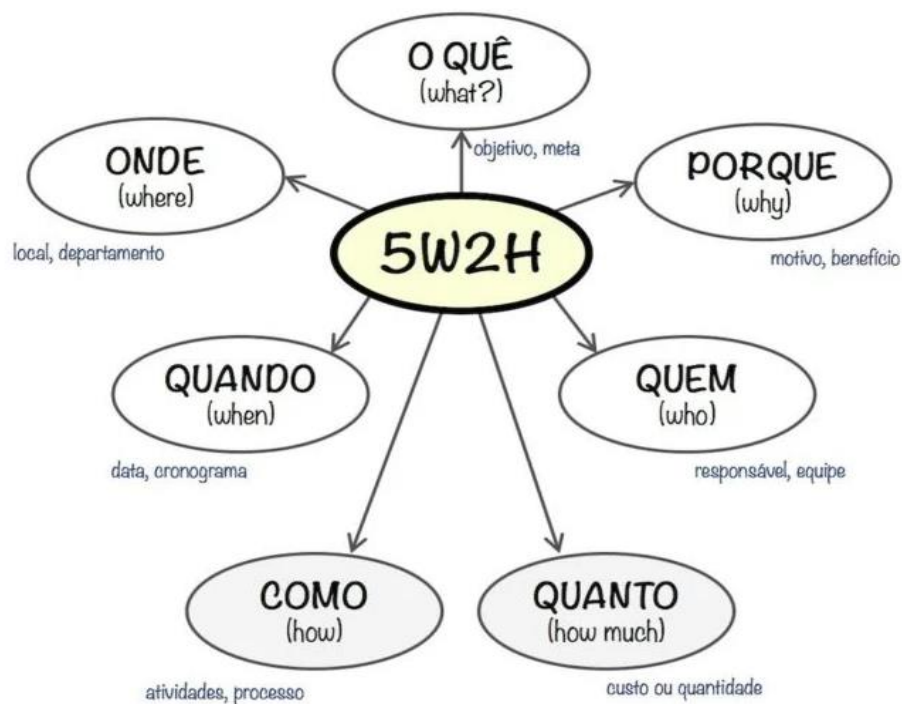 O QUÊ
(what?)
objetivo, meta
ONDE
(where)
local, departamento
PORQUE
(why)
motivo, benefício
5W2H
QUANDO
(when)
data, cronograma
QUEM
(who)
responsável, equipe
COMO
(how)
atividades, processo
QUANTO
(how much)
custo ou quantidade